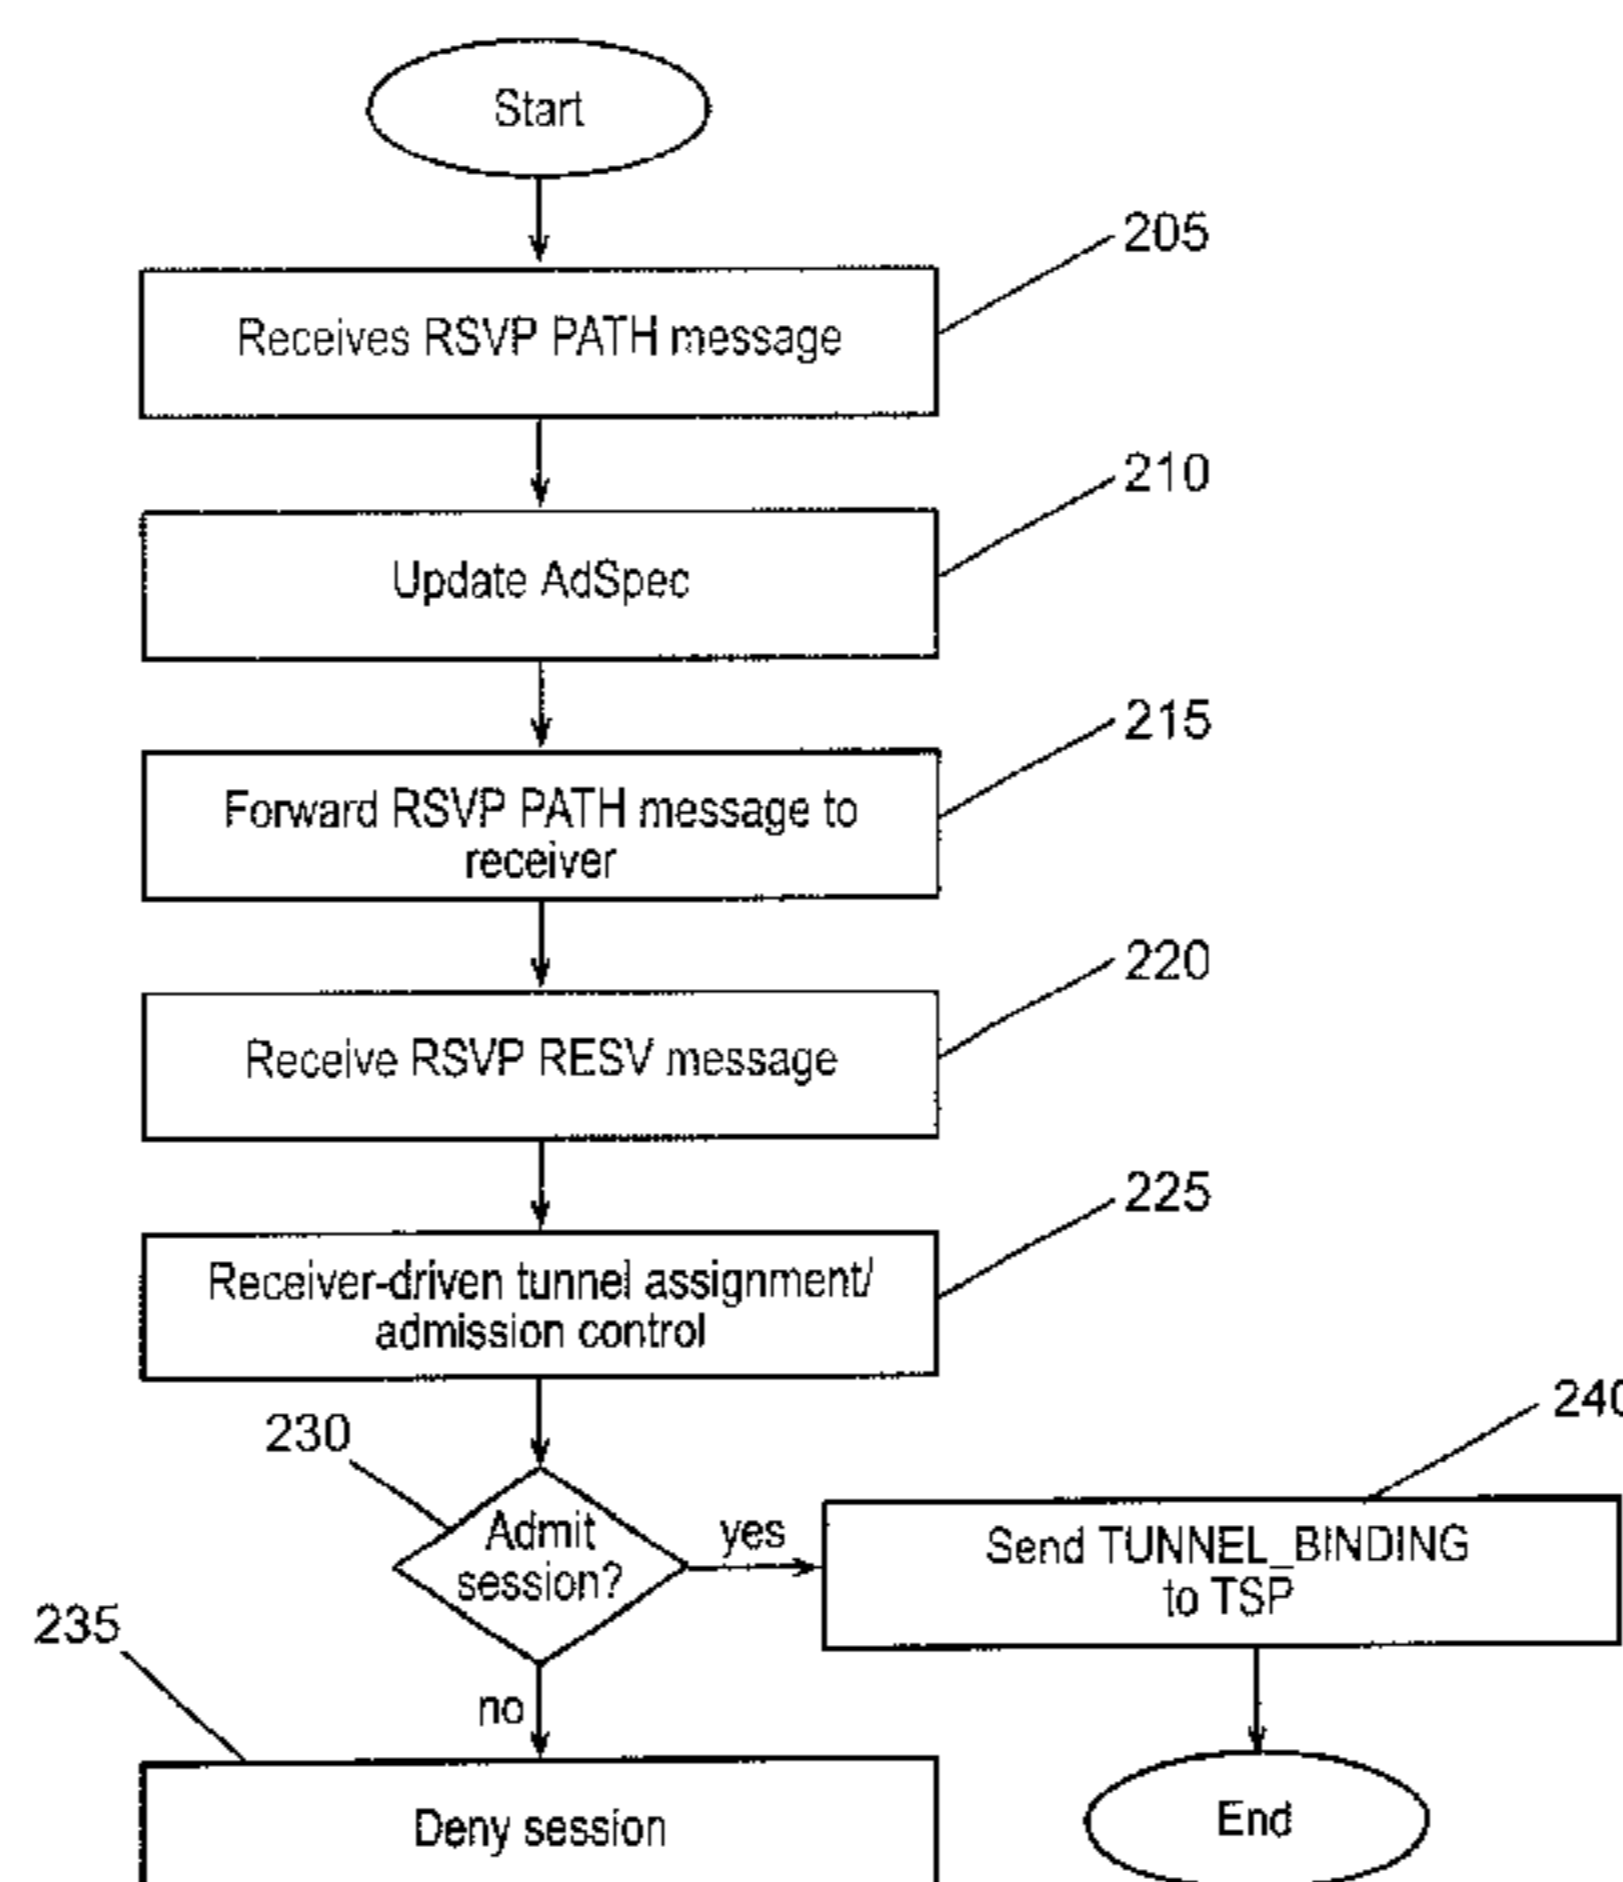 Start
205
Receives RSVP PATH message
210
Update AdSpec
215
Forward RSVP PATH message to
receiver
220
Receive RSVP RESV message
225
Receiver-driven tunnel assignment/
admission control
230
240
Admit
session?
yes
Send TUNNEL_BINDING
to TSP
235
no
Deny session
End